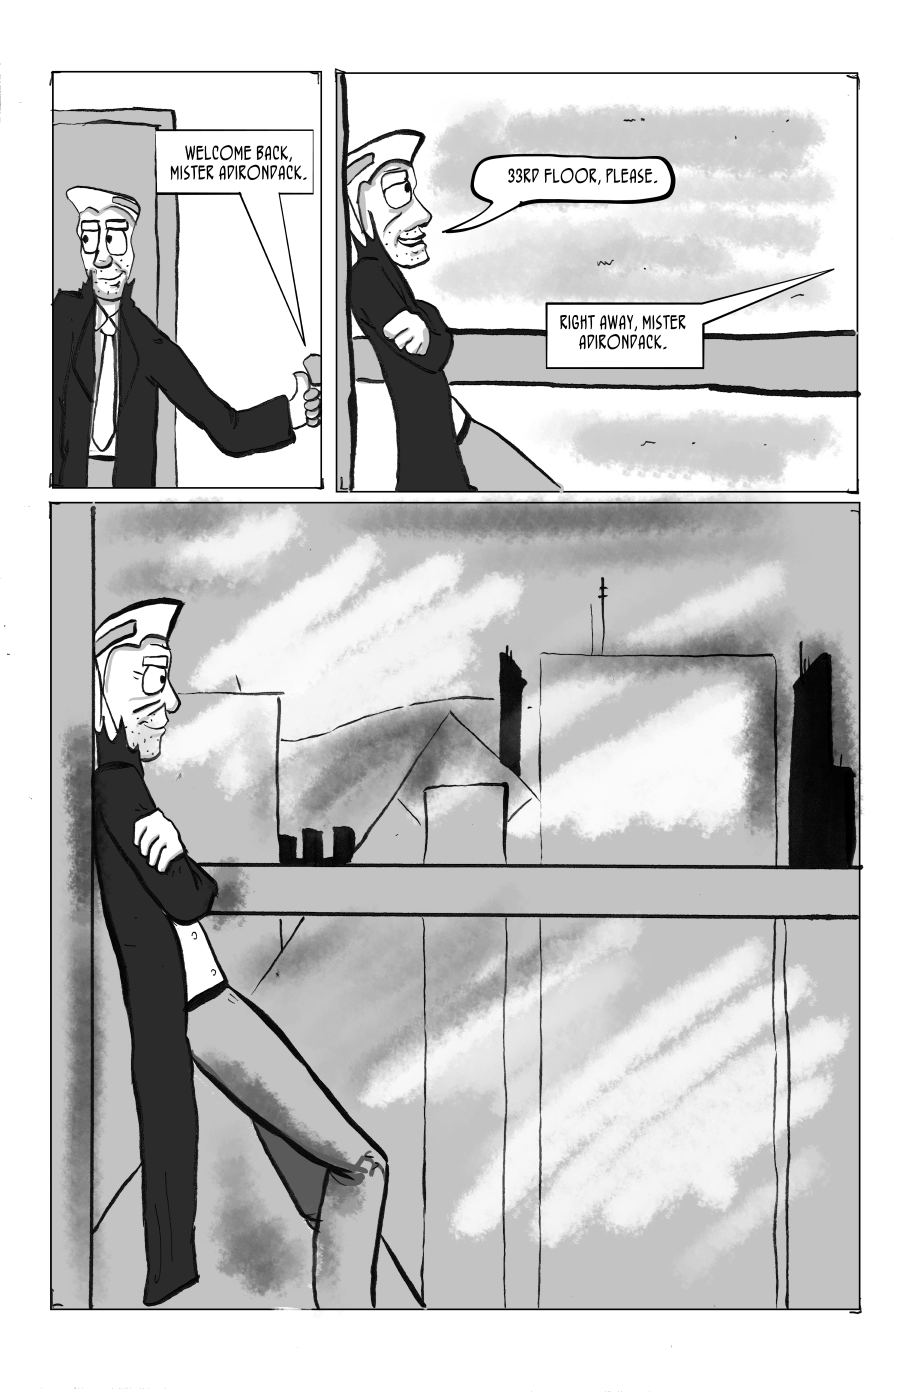 WELCOME BACK,
MISTER ADIRONDACK.
33RD FLOOR, PLEASE.
RIGHT AWAY, MISTER
ADIRONDACK.